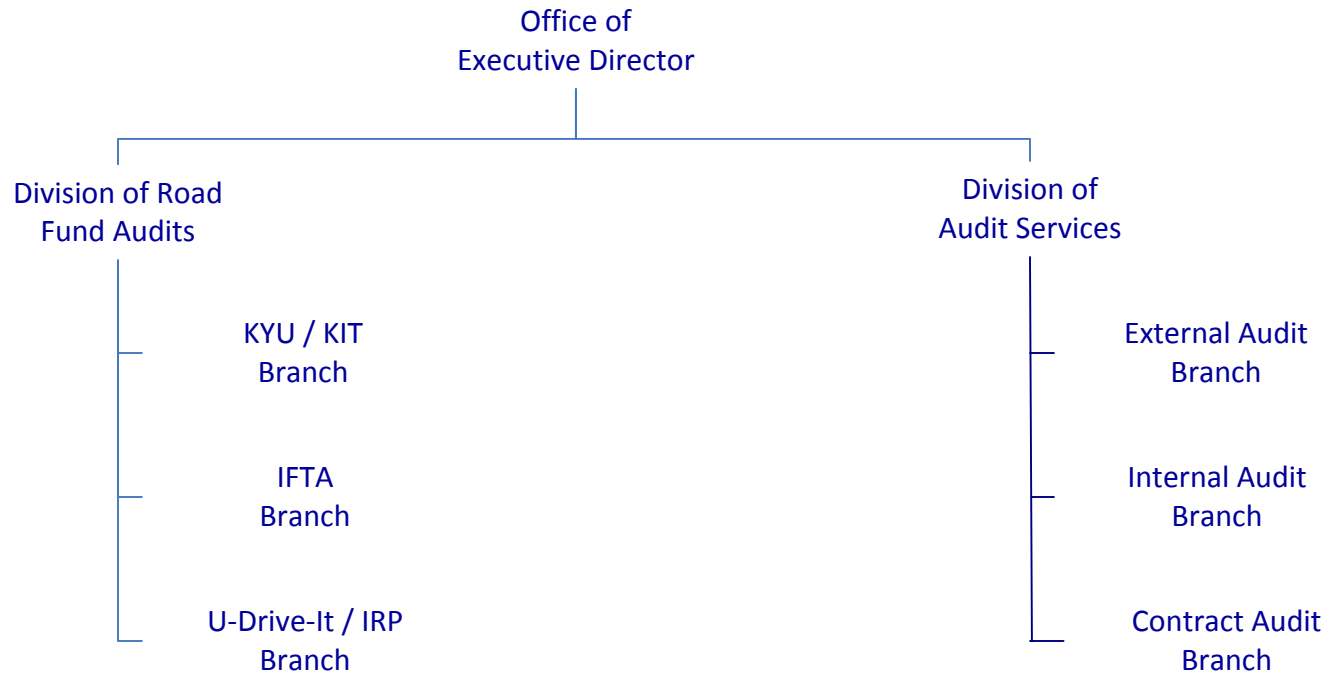 Office of
Executive Director
Division of Road
Fund Audits
Division of
Audit Services
KYU / KIT
Branch
External Audit
Branch
IFTA
Branch
Internal Audit
Branch
U-Drive-It / IRP
Branch
Contract Audit
Branch